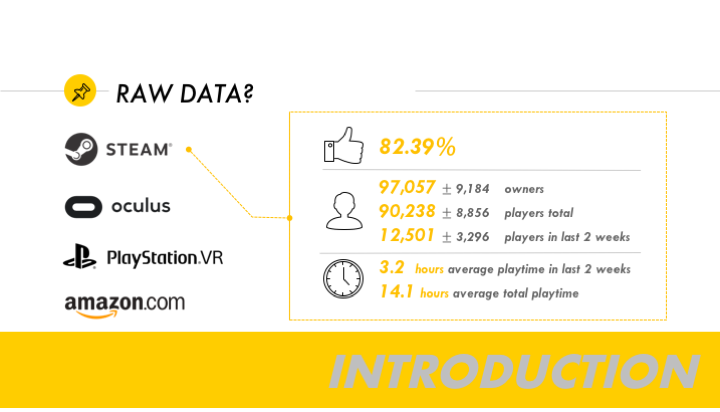 RAW DATA?
STEAM®
oculus
PlayStation.VR
amazon.com
82.39%
97,057 ± 9,184 owners
90,238 ± 8,856 players total
12,501 ± 3,296 players in last 2 weeks
3.2 hours average playtime in last 2 weeks
14.1 hours average total playtime
INTRODUCTION